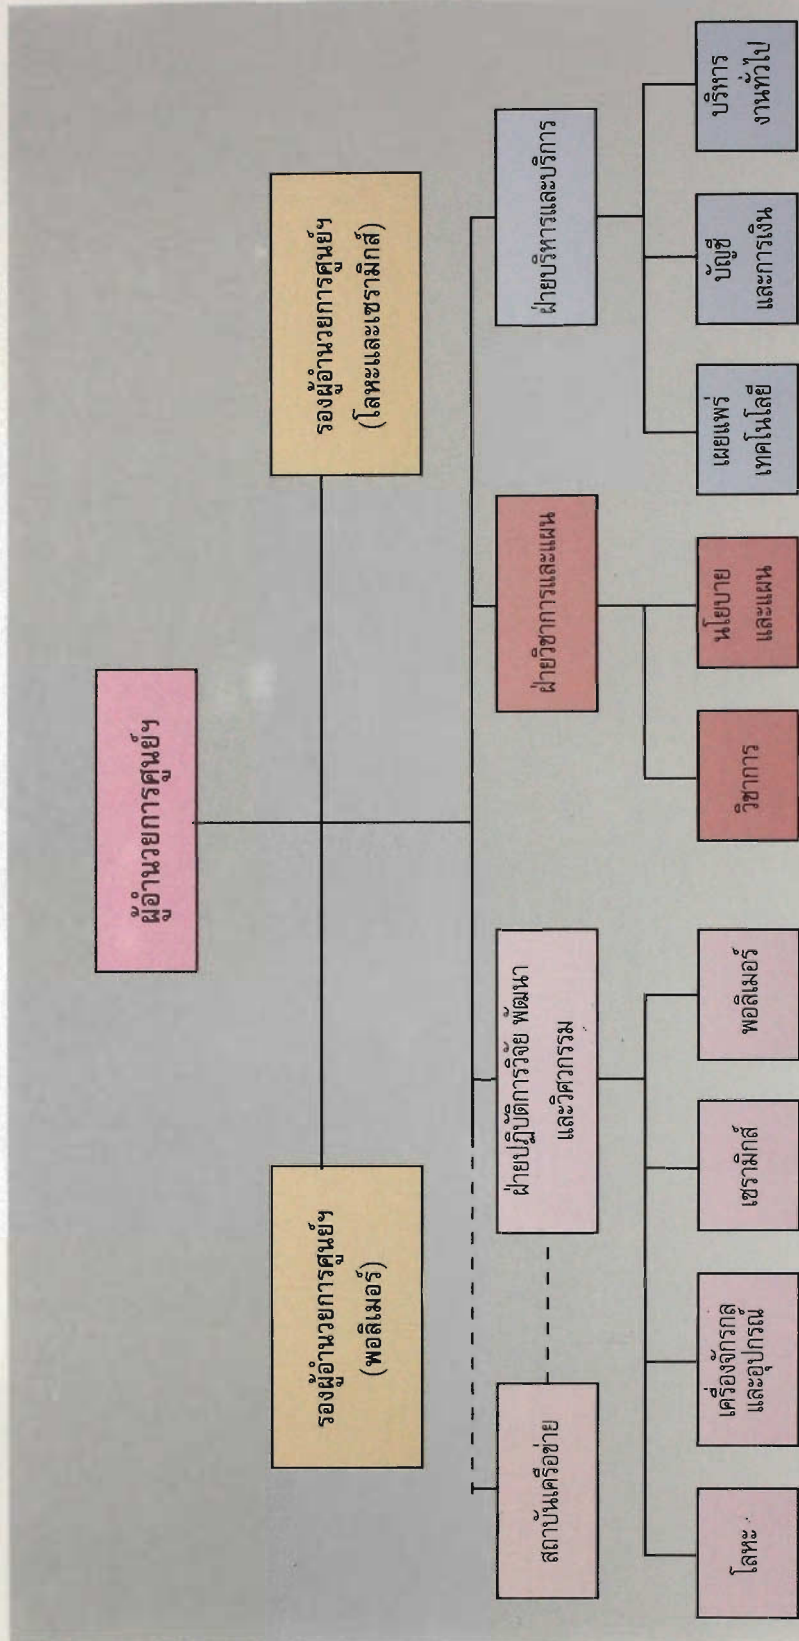 ผู้อำนวยการศูนย์ฯ
รองผู้อำนวยการศูนย์ฯ
(พอลิเมอร์)
รองผู้อำนวยการศูนย์ฯ
(โลหะและเซรามิกส์)
สถาบันเครือข่าย
ฝ่ายปฏิบัติการวิจัย พัฒนา
และวิศวกรรม
ฝ่ายวิชาการและแผน
ฝ่ายบริหารและบริการ
โลหะ
เครื่องจักรกล
และอุปกรณ์
เซรามิกส์
พอลิเมอร์
วิชาการ
นโยบาย
และแผน
เผยแพร่
เทคโนโลยี
บัญชี
และการเงิน
บริหาร
งานทั่วไป